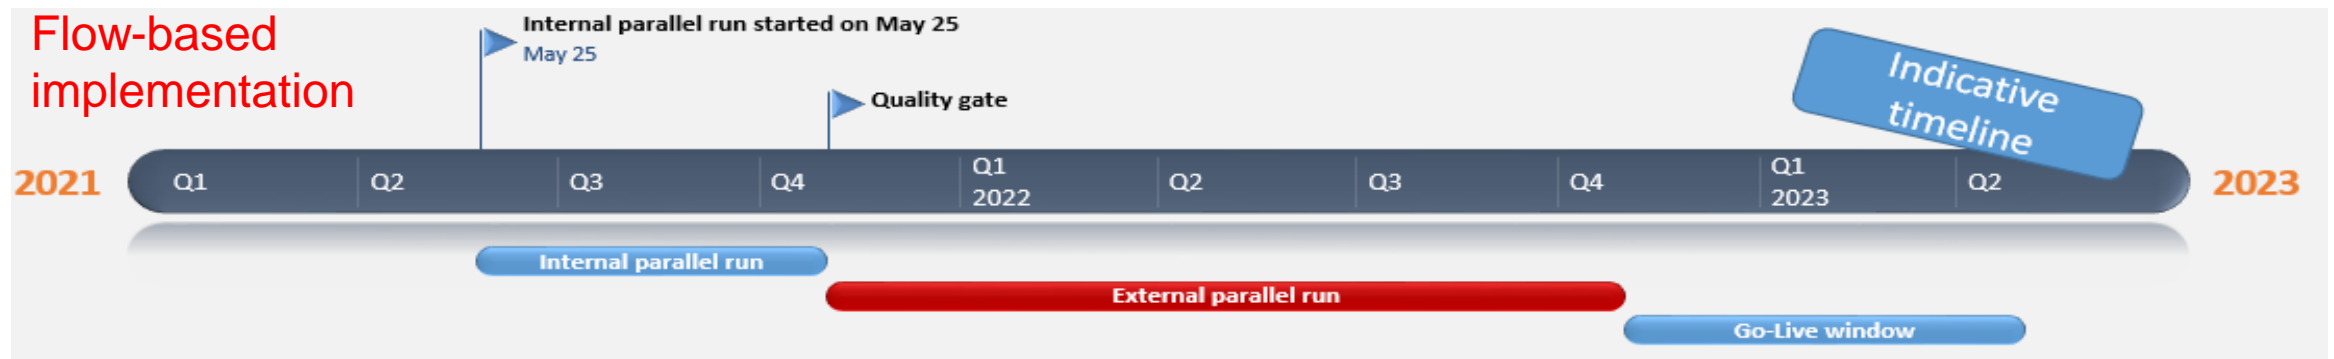 Flow-based
implementation
Internal parallel run started on May 25
May 25
Quality gate
Indicative
timeline
2021
Q1
Q2
Q3
Q4
Q1
2022
Q2
Q3
Q4
Q1
2023
Q2
2023
Internal parallel run
External parallel run
Go-Live window